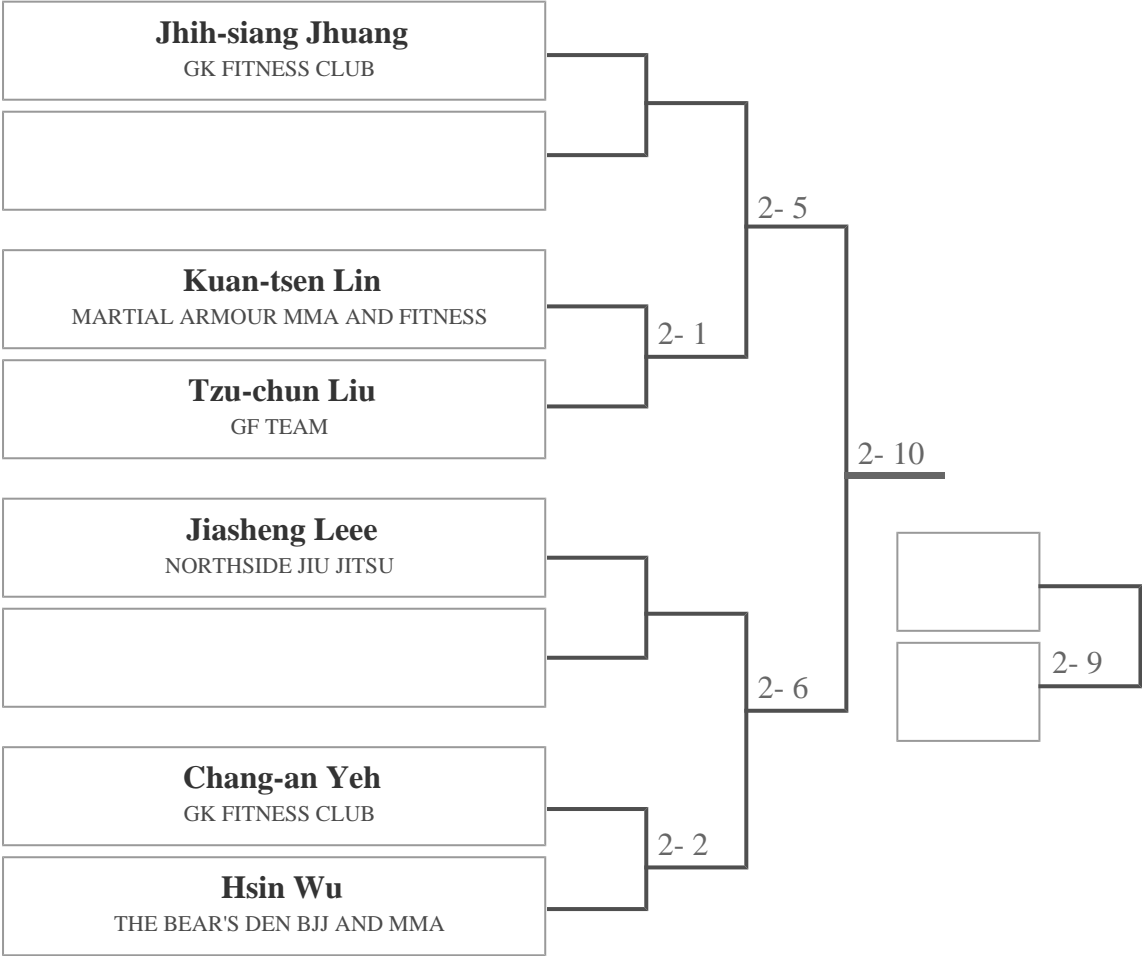 Jhih-siang Jhuang
GK FITNESS CLUB
2- 5
Kuan-tsen Lin
MARTIAL ARMOUR MMA AND FITNESS
2- 1
Tzu-chun Liu
GF TEAM
2- 10
Jiasheng Leee
NORTHSIDE JIU JITSU
2- 9
2- 6
Chang-an Yeh
GK FITNESS CLUB
2- 2
Hsin Wu
THE BEAR'S DEN BJJ AND MMA